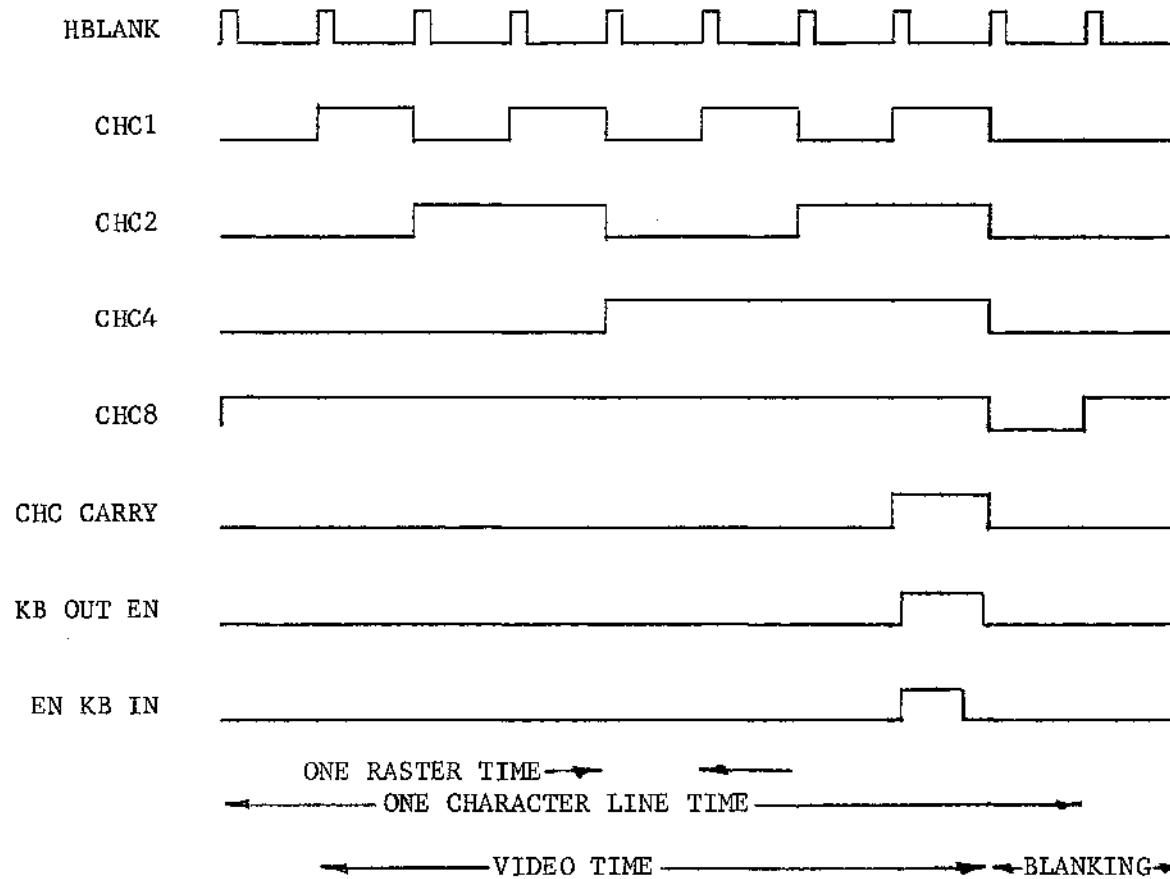 HBLANK
CHC1
CHC2
CHC4
CHC8
CHC CARRY
KB OUT EN
EN KB IN
ONE RASTER TIME
ONE CHARACTER LINE TIME
VIDEO TIME BLANKING